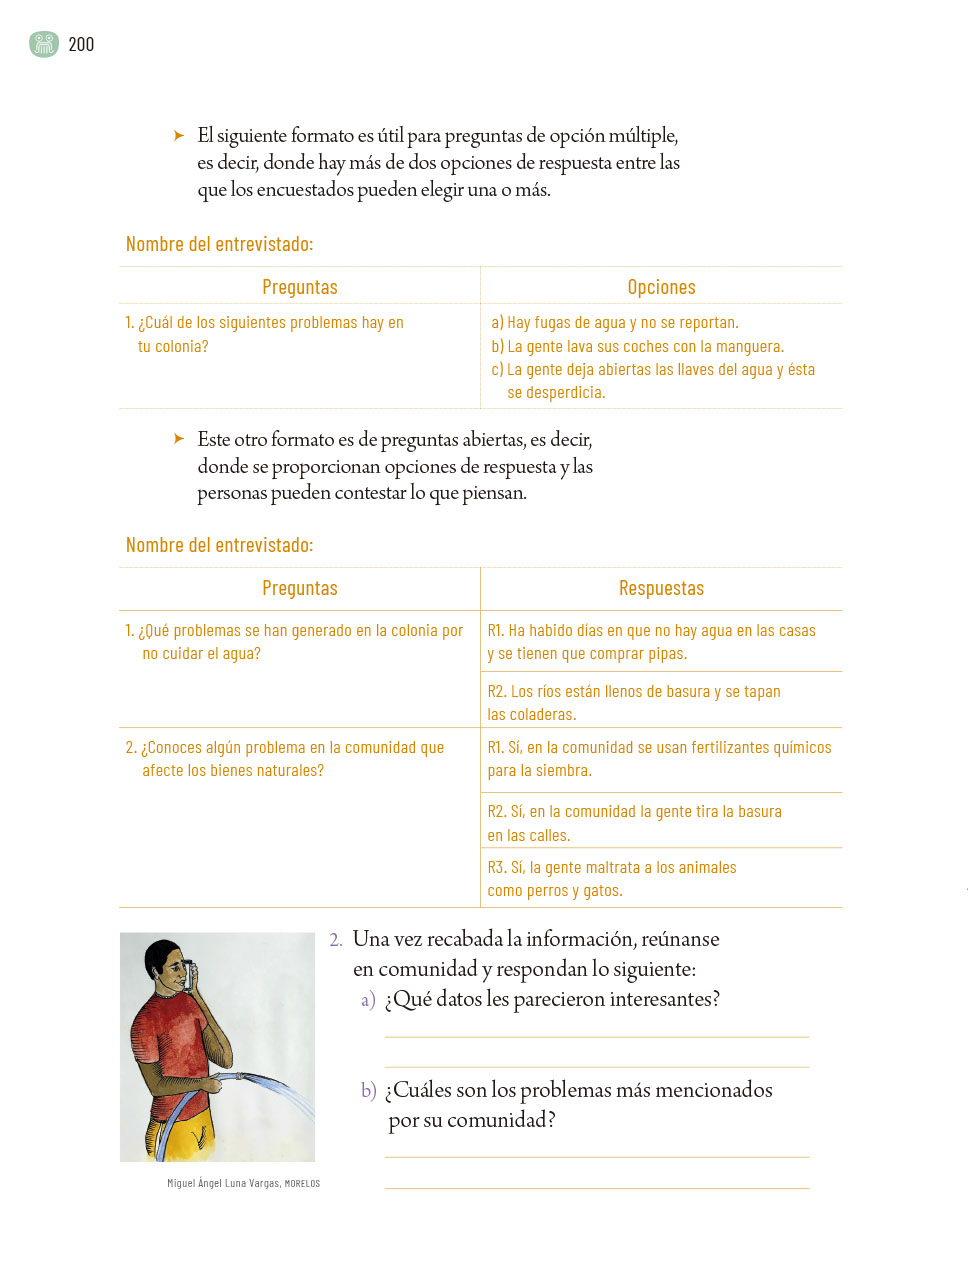 200
El siguiente formato es útil para preguntas de opción múltiple,
es decir, donde hay más de dos opciones de respuesta entre las
que los encuestados pueden elegir una o más.
Nombre del entrevistado:
Preguntas
Opciones
1. ¿Cuál de los siguientes problemas hay en
tu colonia?
a) Hay fugas de agua y no se reportan.
b) La gente lava sus coches con la manguera.
c) La gente deja abiertas las llaves del agua y ésta
se desperdicia.
Este otro formato es de preguntas abiertas, es decir,
donde se proporcionan opciones de respuesta y las
personas pueden contestar lo que piensan.
Nombre del entrevistado:
Preguntas
Respuestas
1. ¿Qué problemas se han generado en la colonia por
no cuidar el agua?
R1. Ha habido días en que no hay agua en las casas
y se tienen que comprar pipas.
R2. Los ríos están llenos de basura y se tapan
las coladeras.
2. ¿Conoces algún problema en la comunidad que
afecte los bienes naturales?
R1. Sí, en la comunidad se usan fertilizantes químicos
para la siembra.
R2. Sí, en la comunidad la gente tira la basura
en las calles.
R3. Sí, la gente maltrata a los animales
como perros y gatos.
2. Una vez recabada la información, reúnanse
en comunidad y respondan lo siguiente:
a) ¿Qué datos les parecieron interesantes?
b) ¿Cuáles son los problemas más mencionados
por su comunidad?
Miguel Ángel Luna Vargas, MORELOS